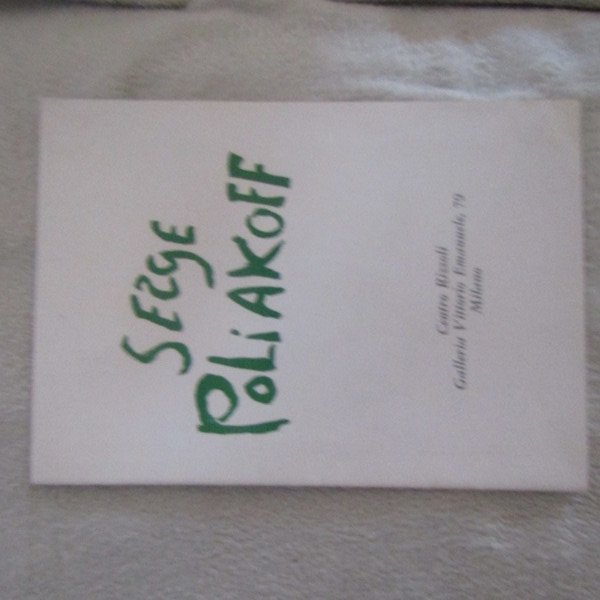 SERGE
POLiAKOFF
Centro Rizzoli
Galleria Vittorio Emanuele, 79
Milano